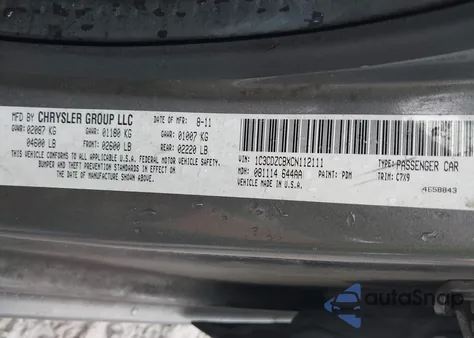 MFD BY CHRYSLER GROUP LLC
DATE OF MFR: 8-11
GVWR: 02087 KG
GAWR: 01180 KG
GAWR: 01007 KG
04600 LB
FRONT: 02600 LB
REAR: 02220 LB
THIS VEHICLE CONFORMS TO ALL APPLICABLE U.S.A. FEDERAL MOTOR VEHICLE SAFETY,
BUMPER AND THEFT PREVENTION STANDARDS IN EFFECT ON THE DATE OF MANUFACTURE
SHOWN ABOVE.
VIN: 1C3CDZCBXCN112111
TYPE: PASSENGER CAR
MDH: 081114 644AA
PAINT: PDM
TRIM: C7X9
VEHICLE MADE IN U.S.A.
4658843
autoSnap